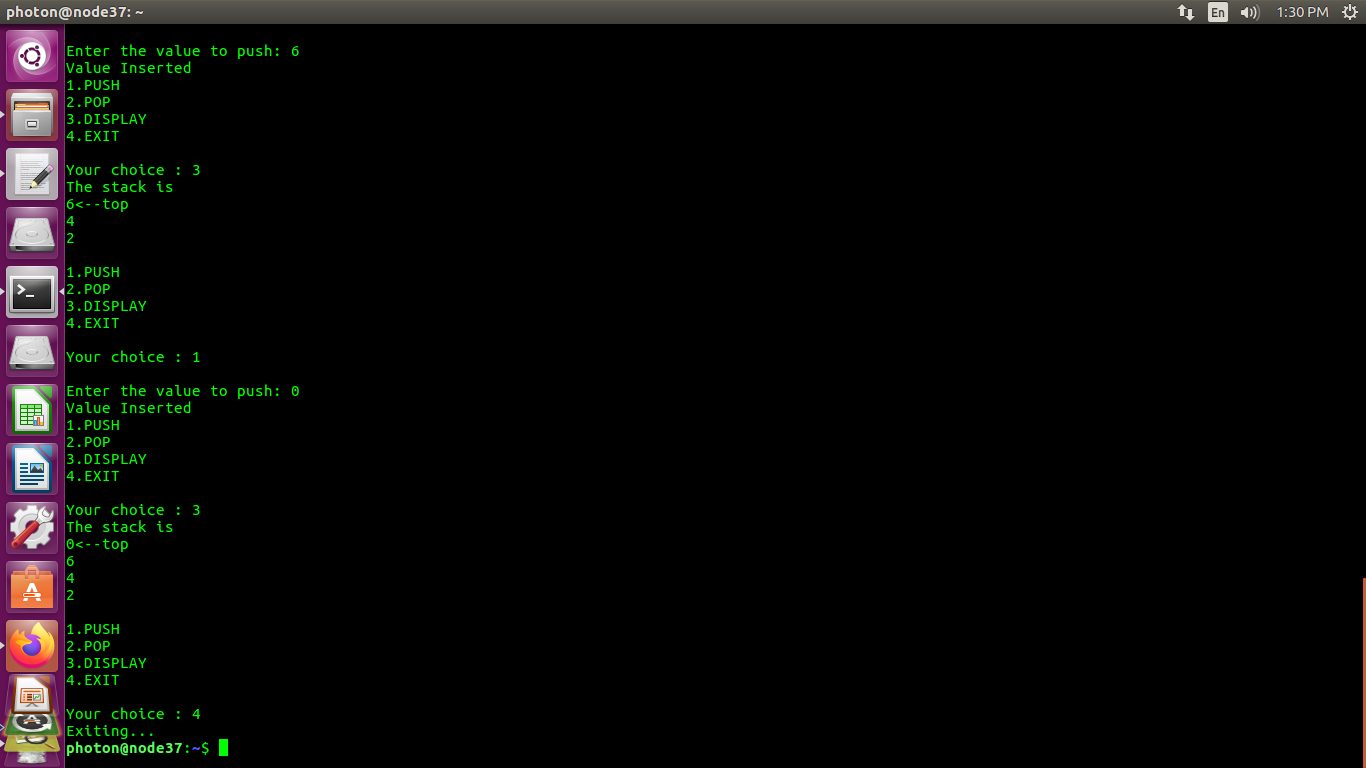 photon@node37: ~
En
1:30 PM
Enter the value to push: 6
Value Inserted
1.PUSH
2.POP
3.DISPLAY
4.EXIT
Your choice : 3
The stack is
6<--top
4
2
1.PUSH
2.POP
3.DISPLAY
4.EXIT
Your choice : 1
Enter the value to push: 0
Value Inserted
1.PUSH
2.POP
3.DISPLAY
4.EXIT
Your choice : 3
The stack is
0<--top
6
4
2
1.PUSH
2.POP
3.DISPLAY
4.EXIT
Your choice : 4
Exiting...
photon@node37:~$